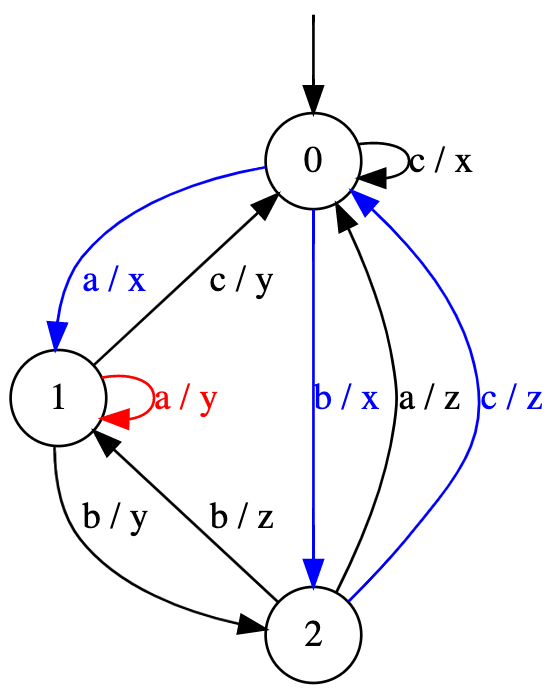 0
c / x
a / x
c / y
1
a / y
b / x
a / z
c / z
b / y
b / z
2